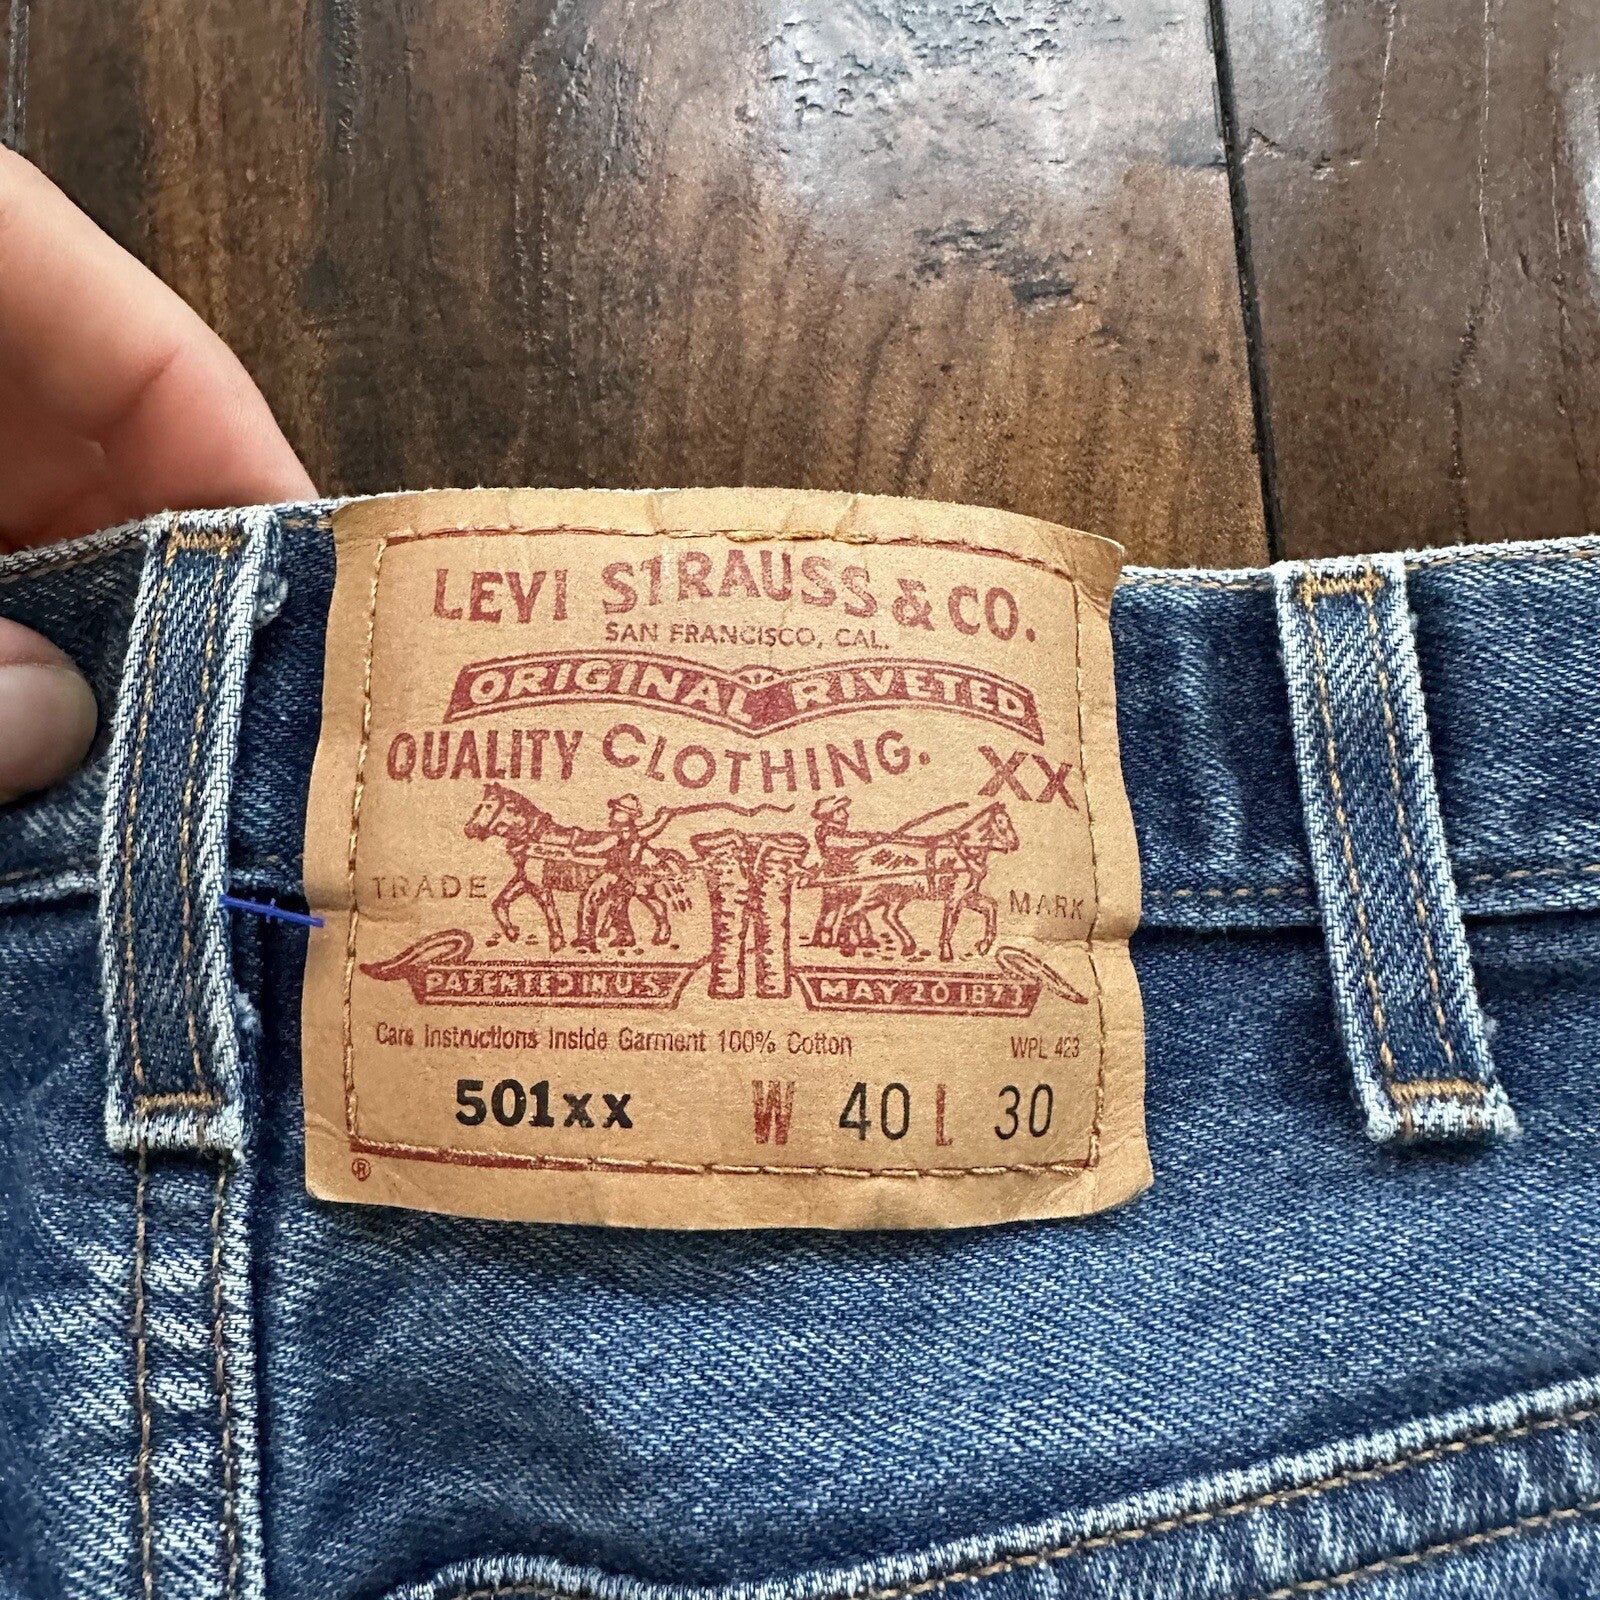 LEVI STRAUSS & CO.
SAN FRANCISCO, CAL.
ORIGINAL RIVETED
QUALITY CLOTHING. XX
TRADE MARK
PATENTED IN U.S. MAY 20 1873
Care Instructions Inside Garment 100% Cotton WPL 423
501xx W 40 L 30
®